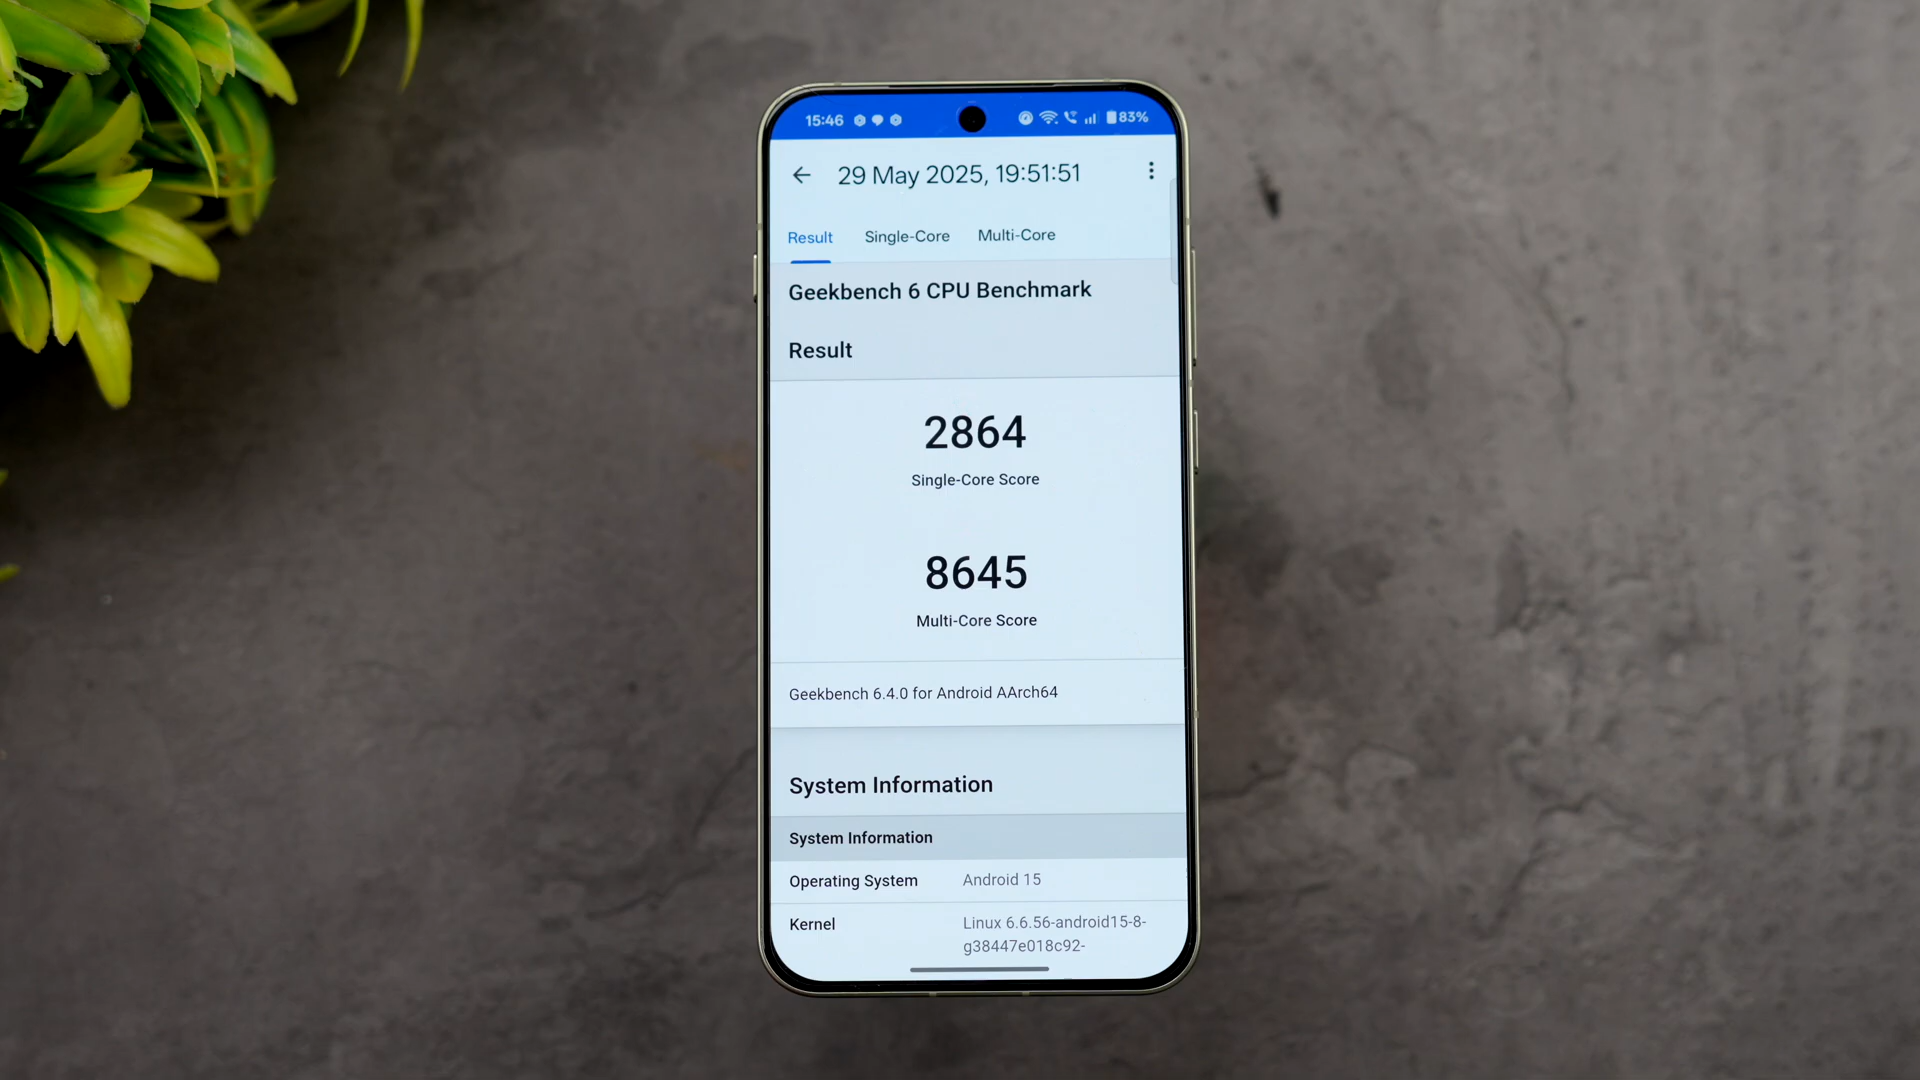 15:46
83%
29 May 2025, 19:51:51
Result Single-Core Multi-Core
Geekbench 6 CPU Benchmark
Result
2864
Single-Core Score
8645
Multi-Core Score
Geekbench 6.4.0 for Android AArch64
System Information
System Information
Operating System Android 15
Kernel Linux 6.6.56-android15-8-
g38447e018c92-